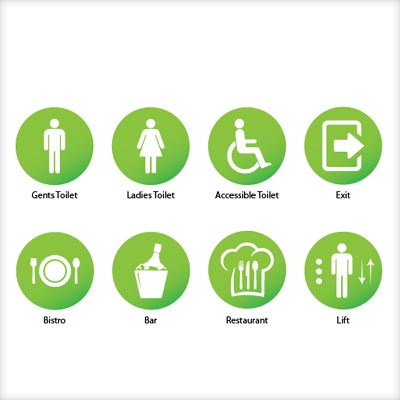 Gents Toilet
Ladies Toilet
Accessible Toilet
Exit
Bistro
Bar
Restaurant
Lift